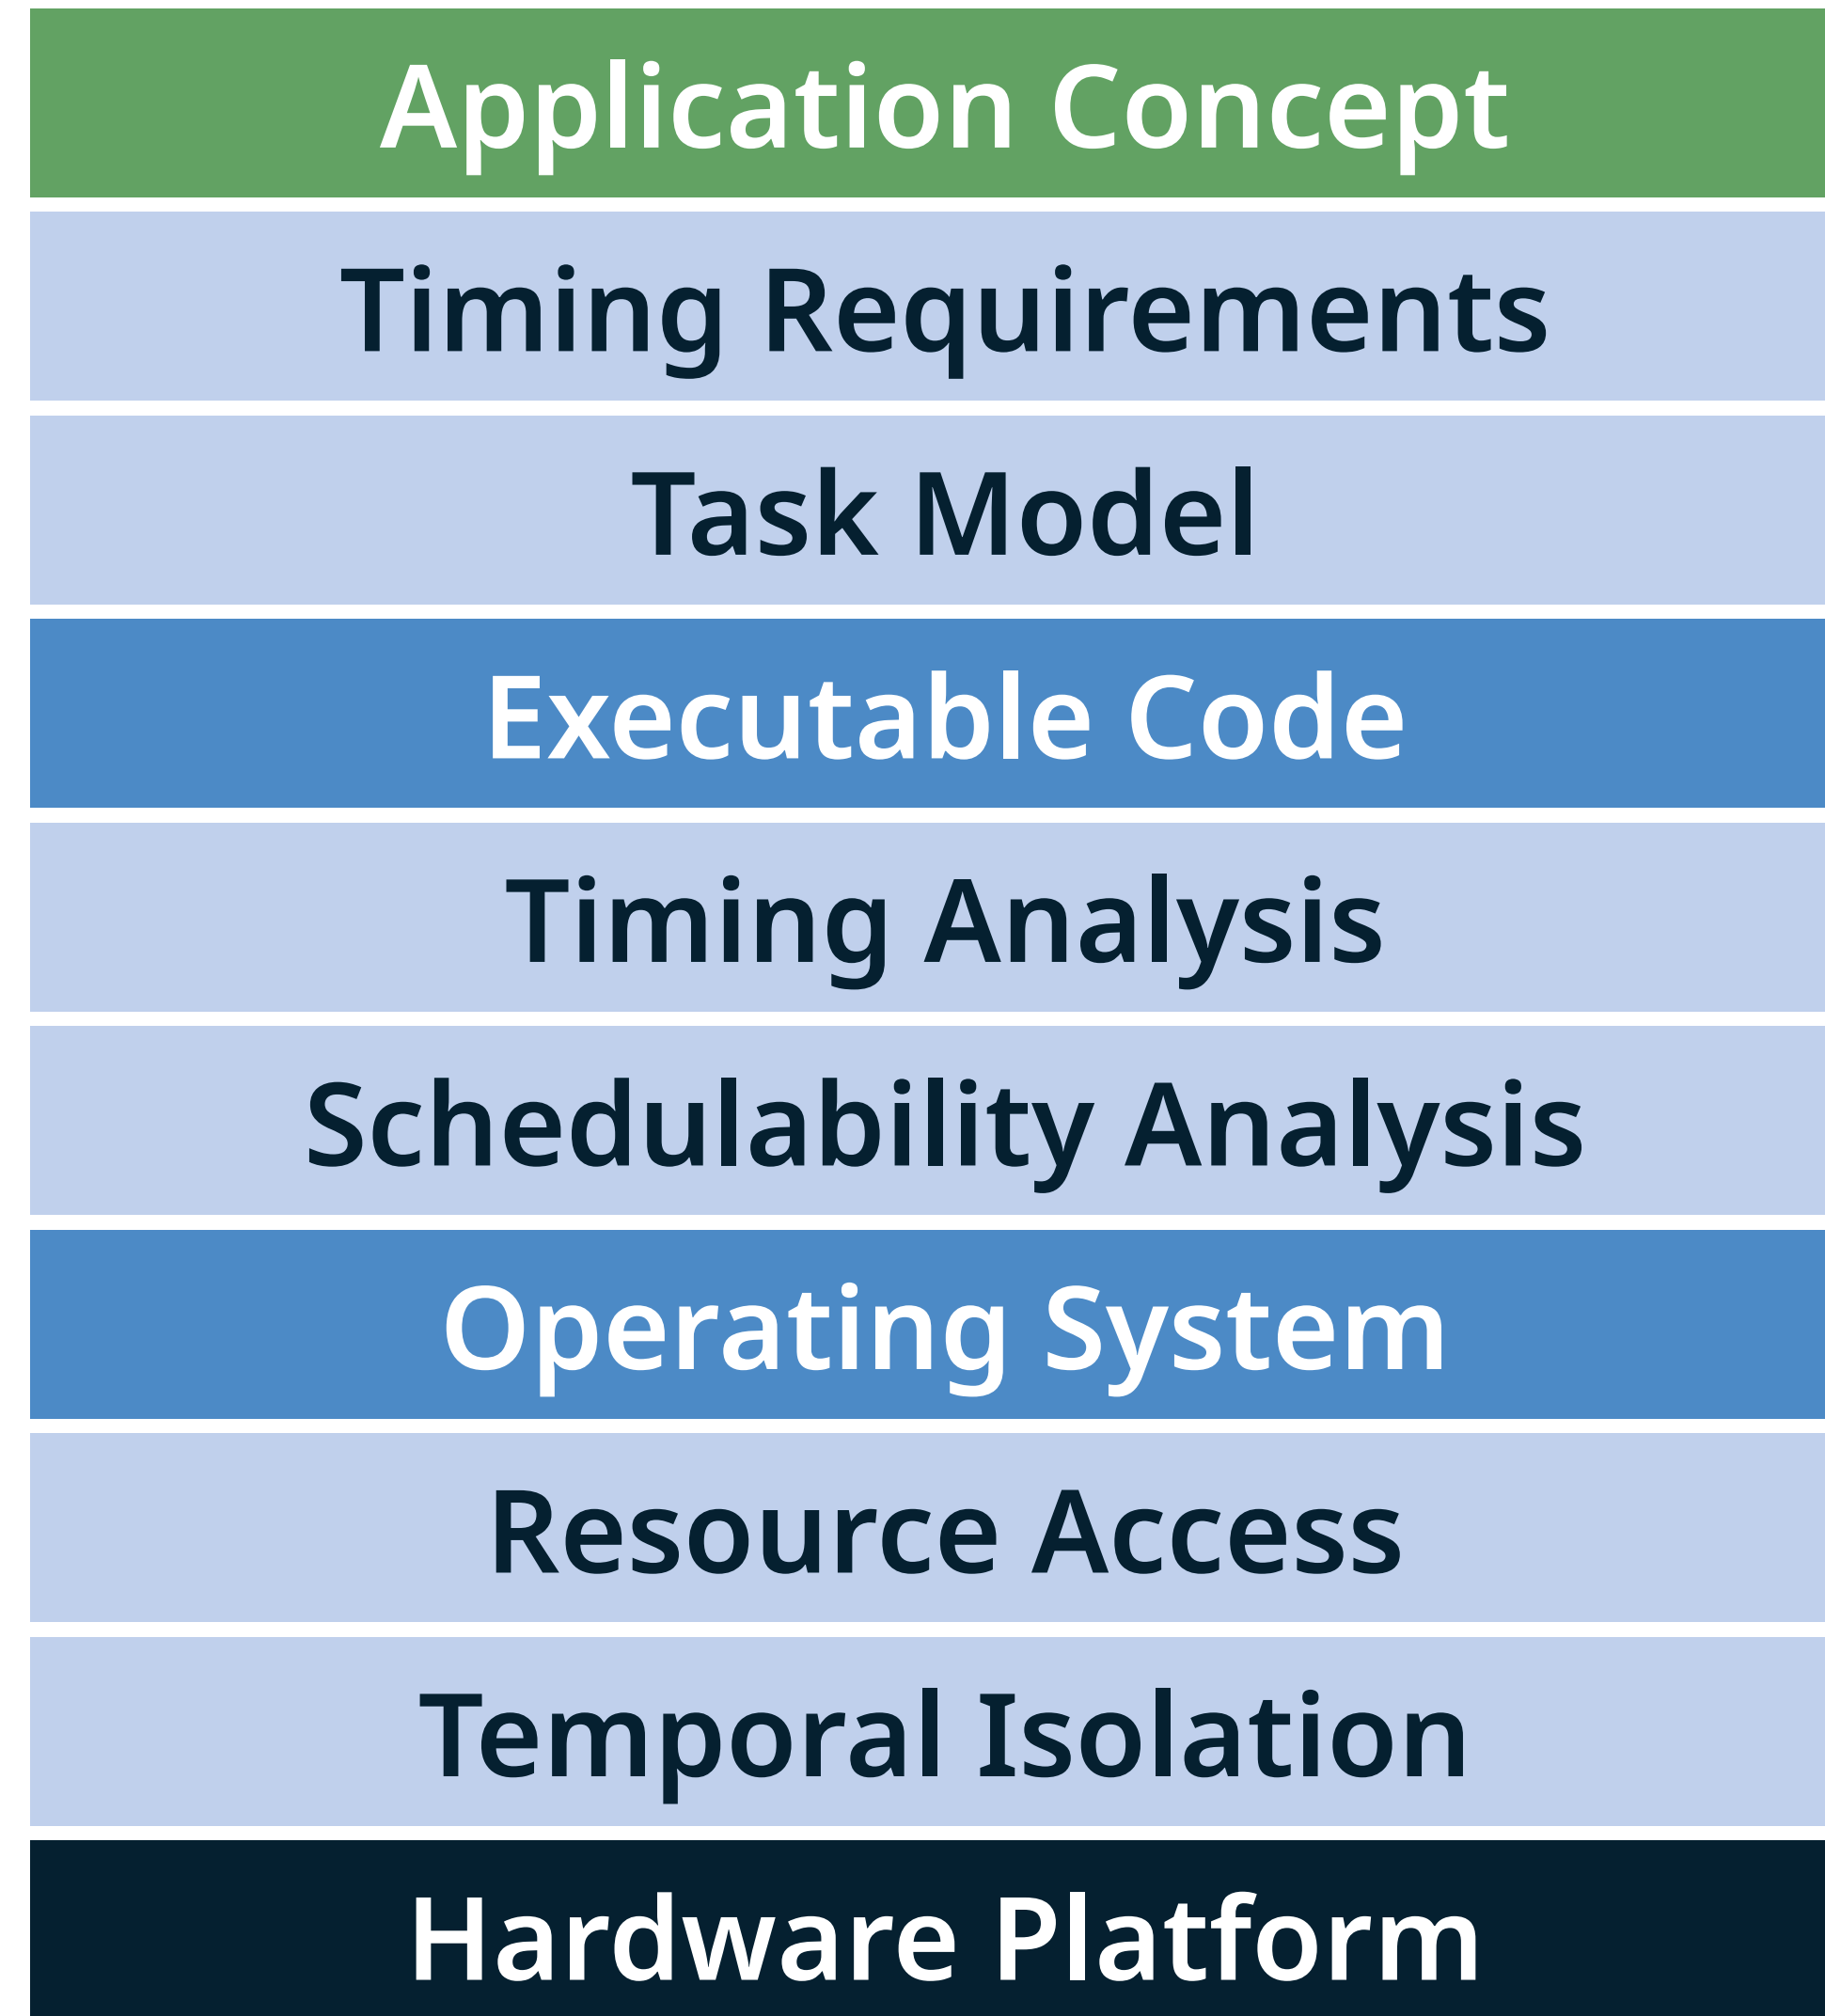 Application Concept
Timing Requirements
Task Model
Executable Code
Timing Analysis
Schedulability Analysis
Operating System
Resource Access
Temporal Isolation
Hardware Platform